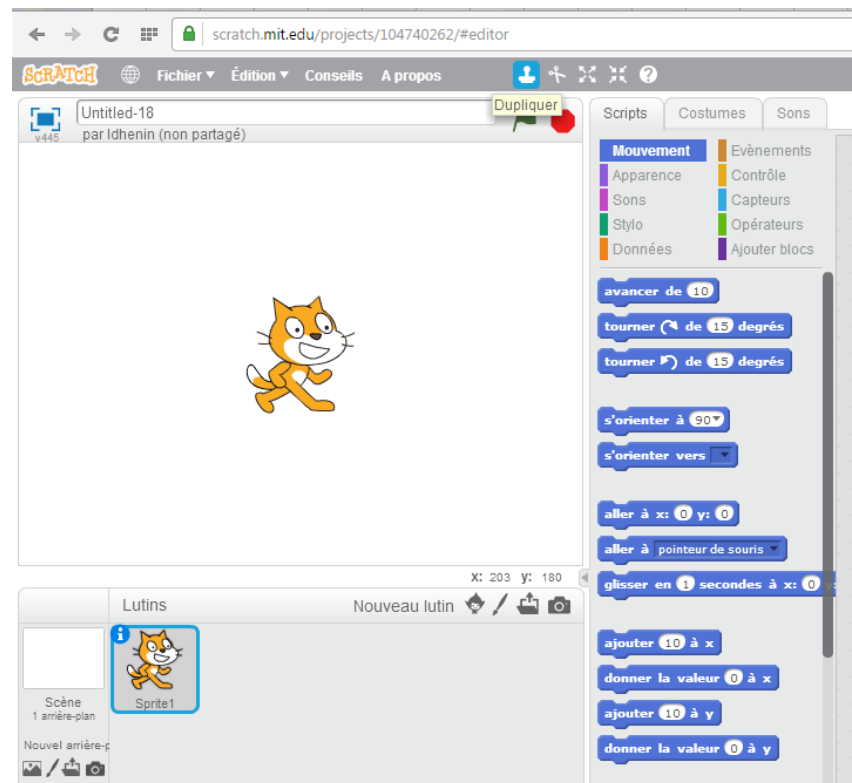 scratch.mit.edu/projects/104740262/#editor
SCRATCH Fichier Édition Conseils A propos
Dupliquer
Untitled-18
v445 par Idhenin (non partagé)
Scripts Costumes Sons
Mouvement Evènements
Apparence Contrôle
Sons Capteurs
Stylo Opérateurs
Données Ajouter blocs
avancer de 10
tourner de 15 degrés
tourner de 15 degrés
s'orienter à 90
s'orienter vers
aller à x: 0 y: 0
aller à pointeur de souris
glisser en 1 secondes à x: 0 y:
ajouter 10 à x
donner la valeur 0 à x
ajouter 10 à y
donner la valeur 0 à y
X: 203 y: 180
Lutins Nouveau lutin
Scène
1 arrière-plan
Sprite1
Nouvel arrière-p